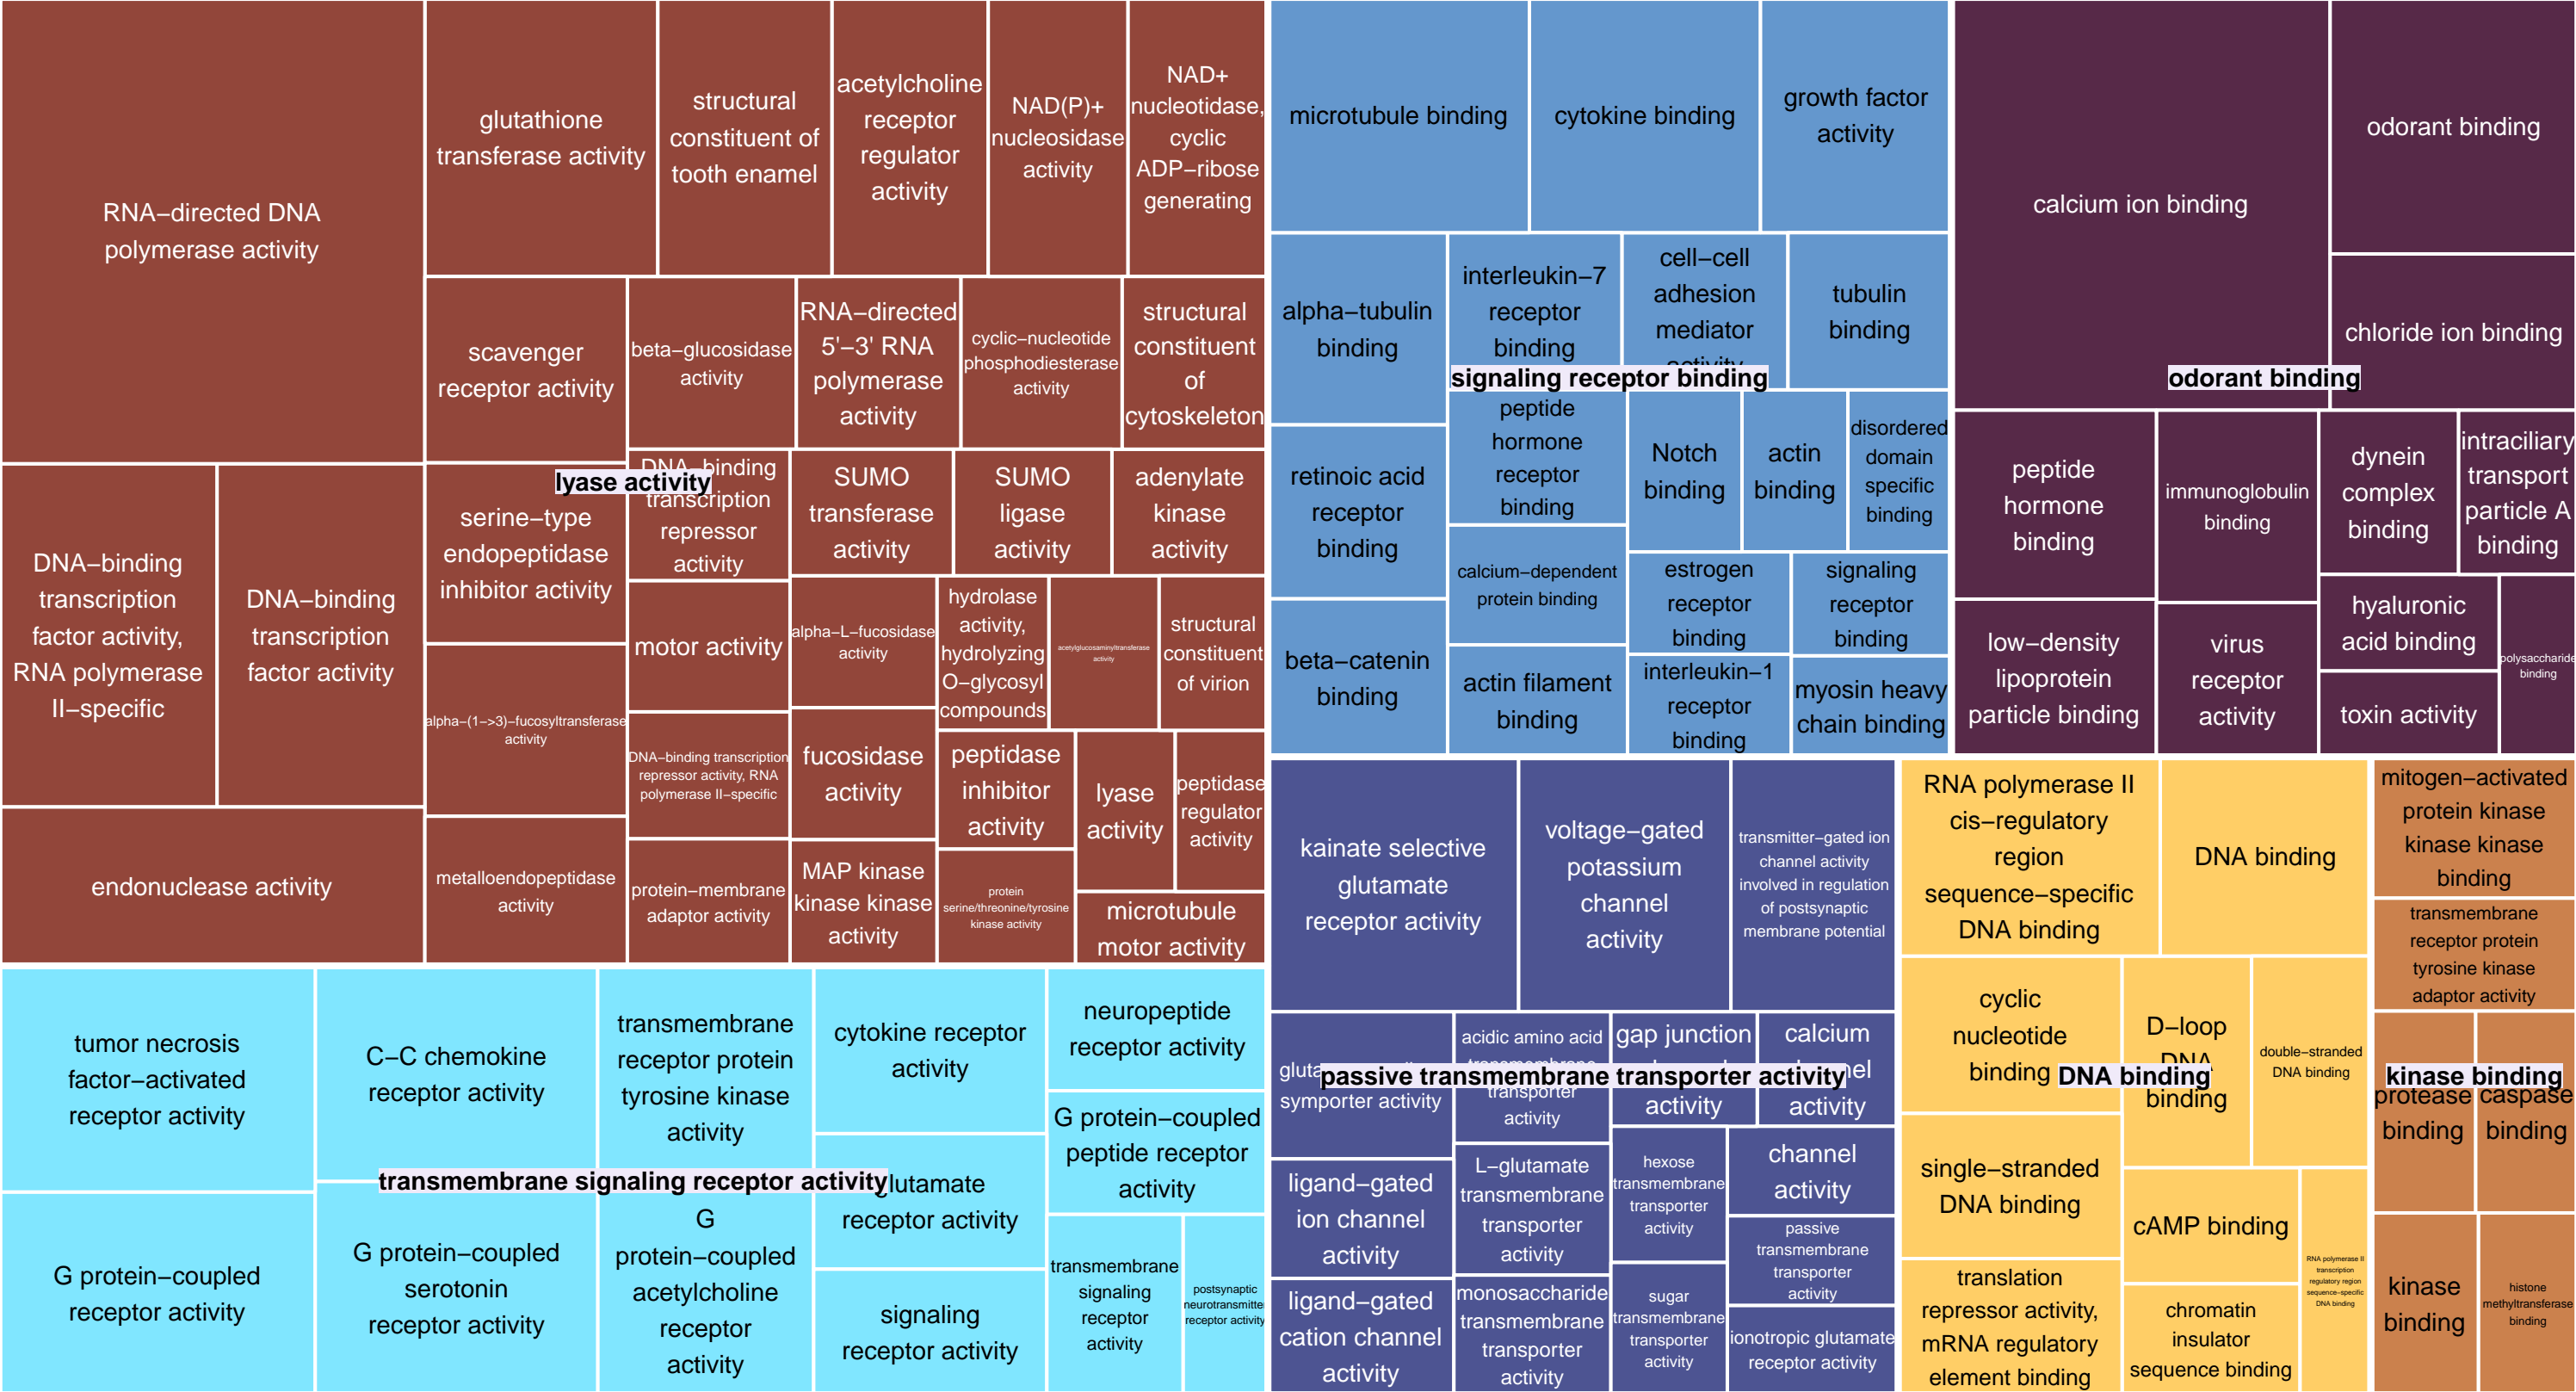 RNA−directed DNA
polymerase activity
glutathione
transferase activity
structural
constituent of
tooth enamel
acetylcholine
receptor
regulator
activity
NAD(P)+
nucleosidase
activity
NAD+
nucleotidase,
cyclic
ADP−ribose
generating
scavenger
receptor activity
beta−glucosidase
activity
RNA−directed
5'−3' RNA
polymerase
activity
cyclic−nucleotide
phosphodiesterase
activity
structural
constituent
of
cytoskeleton
DNA−binding
transcription
factor activity,
RNA polymerase
II−specific
DNA−binding
transcription
factor activity
endonuclease activity
lyase activity
serine−type
endopeptidase
inhibitor activity
DNA−binding
transcription
repressor
activity
SUMO
transferase
activity
SUMO
ligase
activity
adenylate
kinase
activity
alpha−(1−>3)−fucosyltransferase
activity
metalloendopeptidase
activity
motor activity
DNA−binding transcription
repressor activity, RNA
polymerase II−specific
protein−membrane
adaptor activity
alpha−L−fucosidase
activity
hydrolase
activity,
hydrolyzing
O−glycosyl
compounds
acetylglucosaminyltransferase
activity
structural
constituent
of virion
fucosidase
activity
MAP kinase
kinase kinase
activity
peptidase
inhibitor
activity
lyase
activity
peptidase
regulator
activity
protein
serine/threonine/tyrosine
kinase activity
microtubule
motor activity
tumor necrosis
factor−activated
receptor activity
C−C chemokine
receptor activity
transmembrane
receptor protein
tyrosine kinase
activity
cytokine receptor
activity
neuropeptide
receptor activity
G protein−coupled
peptide receptor
activity
transmembrane signaling receptor activity
G protein−coupled
receptor activity
G protein−coupled
serotonin
receptor activity
G
protein−coupled
acetylcholine
receptor
activity
lutamate
receptor activity
signaling
receptor activity
transmembrane
signaling
receptor
activity
postsynaptic
neurotransmitter
receptor activity
microtubule binding
cytokine binding
growth factor
activity
alpha−tubulin
binding
interleukin−7
receptor
binding
cell−cell
adhesion
mediator
activity
tubulin
binding
signaling receptor binding
retinoic acid
receptor
binding
peptide
hormone
receptor
binding
Notch
binding
actin
binding
disordered
domain
specific
binding
beta−catenin
binding
calcium−dependent
protein binding
actin filament
binding
estrogen
receptor
binding
signaling
receptor
binding
interleukin−1
receptor
binding
myosin heavy
chain binding
calcium ion binding
odorant binding
chloride ion binding
odorant binding
peptide
hormone
binding
immunoglobulin
binding
dynein
complex
binding
intraciliary
transport
particle A
binding
low−density
lipoprotein
particle binding
virus
receptor
activity
hyaluronic
acid binding
toxin activity
polysaccharide
binding
kainate selective
glutamate
receptor activity
voltage−gated
potassium
channel
activity
transmitter−gated ion
channel activity
involved in regulation
of postsynaptic
membrane potential
symporter activity
acidic amino acid
transmembrane
transporter
activity
gap junction
activity
calcium
activity
passive transmembrane transporter activity
ligand−gated
ion channel
activity
ligand−gated
cation channel
activity
L−glutamate
transmembrane
transporter
activity
monosaccharide
transmembrane
transporter
activity
hexose
transmembrane
transporter
activity
sugar
transmembrane
transporter
activity
channel
activity
passive
transmembrane
transporter
activity
ionotropic glutamate
receptor activity
RNA polymerase II
cis−regulatory
region
sequence−specific
DNA binding
DNA binding
cyclic
nucleotide
binding
D−loop
DNA
binding
double−stranded
DNA binding
DNA binding
single−stranded
DNA binding
translation
repressor activity,
mRNA regulatory
element binding
cAMP binding
chromatin
insulator
sequence binding
RNA polymerase II
transcription
regulatory region
sequence−specific
DNA binding
mitogen−activated
protein kinase
kinase kinase
binding
transmembrane
receptor protein
tyrosine kinase
adaptor activity
kinase binding
protease
binding
caspase
binding
kinase
binding
histone
methyltransferase
binding